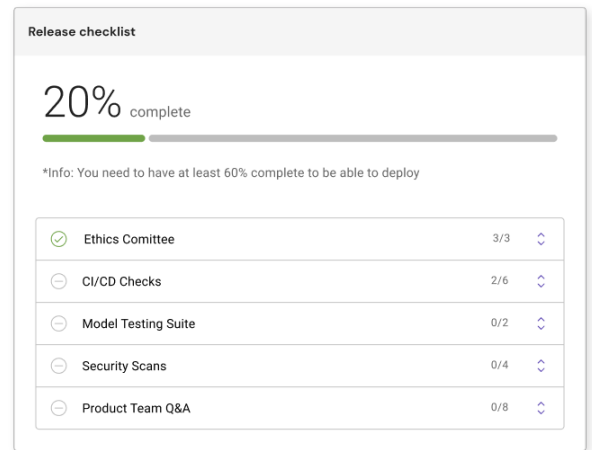 Release checklist
20% complete
*Info: You need to have at least 60% complete to be able to deploy
Ethics Comittee 3/3
CI/CD Checks 2/6
Model Testing Suite 0/2
Security Scans 0/4
Product Team Q&A 0/8